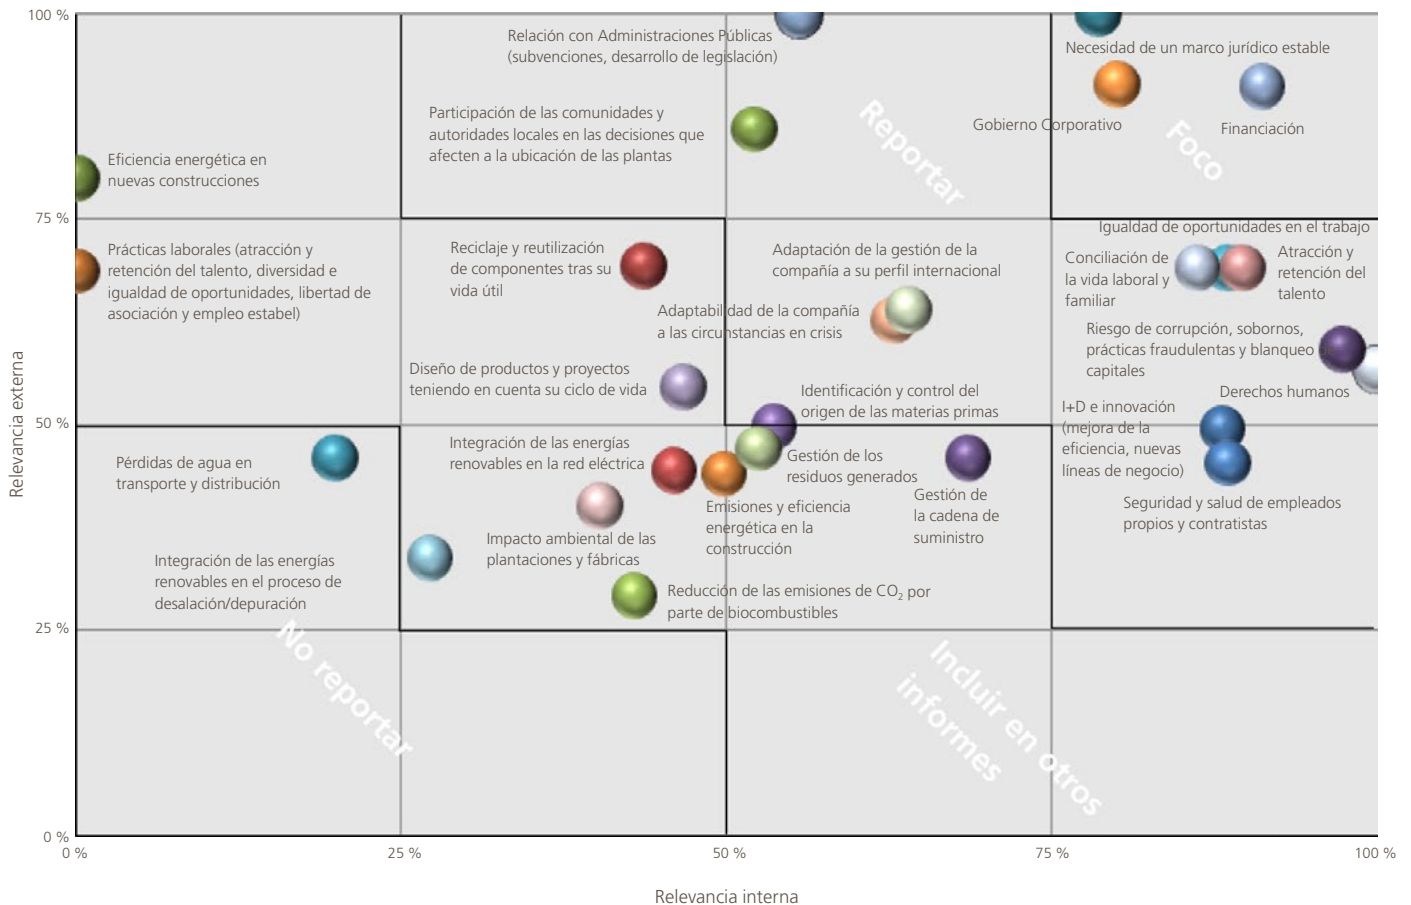 100 %
Relación con Administraciones Públicas
(subvenciones, desarrollo de legislación)
Necesidad de un marco jurídico estable
Participación de las comunidades y
autoridades locales en las decisiones que
afecten a la ubicación de las plantas
Reportar
Gobierno Corporativo
Foco
Financiación
Eficiencia energética en
nuevas construcciones
75 %
Prácticas laborales (atracción y
retención del talento, diversidad e
igualdad de oportunidades, libertad de
asociación y empleo estabel)
Reciclaje y reutilización
de componentes tras su
vida útil
Adaptación de la gestión de la
compañía a su perfil internacional
Igualdad de oportunidades en el trabajo
Conciliación de
la vida laboral y
familiar
Atracción y
retención del
talento
Adaptabilidad de la compañía
a las circunstancias en crisis
Riesgo de corrupción, sobornos,
prácticas fraudulentas y blanqueo de
capitales
Diseño de productos y proyectos
teniendo en cuenta su ciclo de vida
Identificación y control del
origen de las materias primas
Derechos humanos
Relevancia externa
50 %
I+D e innovación
(mejora de la
eficiencia, nuevas
líneas de negocio)
Pérdidas de agua en
transporte y distribución
Integración de las energías
renovables en la red eléctrica
Gestión de los
residuos generados
Gestión de
la cadena de
suministro
Emisiones y eficiencia
energética en la
construcción
Seguridad y salud de empleados
propios y contratistas
Integración de las energías
renovables en el proceso de
desalación/depuración
Impacto ambiental de las
plantaciones y fábricas
Reducción de las emisiones de CO₂ por
parte de biocombustibles
25 %
No reportar
Incluir en otros
informes
0 %
0 %
25 %
50 %
75 %
100 %
Relevancia interna